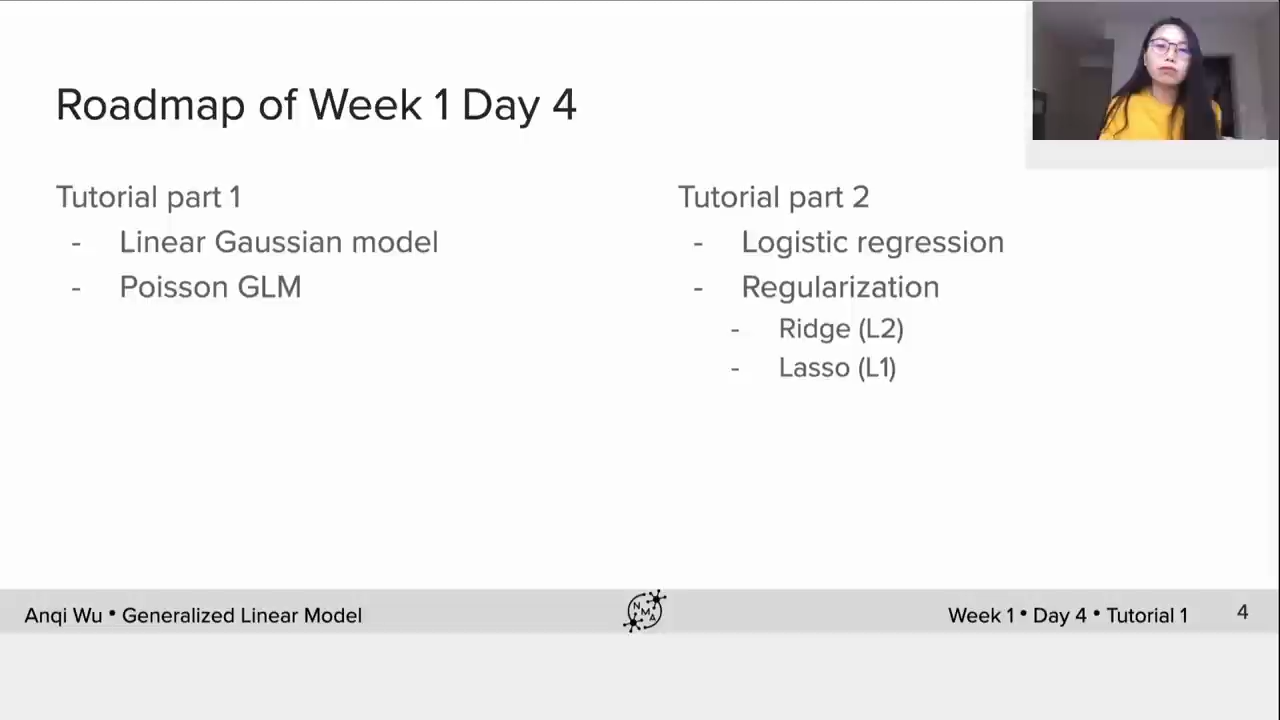 Roadmap of Week 1 Day 4
Tutorial part 1
- Linear Gaussian model
- Poisson GLM
Tutorial part 2
- Logistic regression
- Regularization
- Ridge (L2)
- Lasso (L1)
Anqi Wu • Generalized Linear Model
N M A
Week 1 • Day 4 • Tutorial 1
4